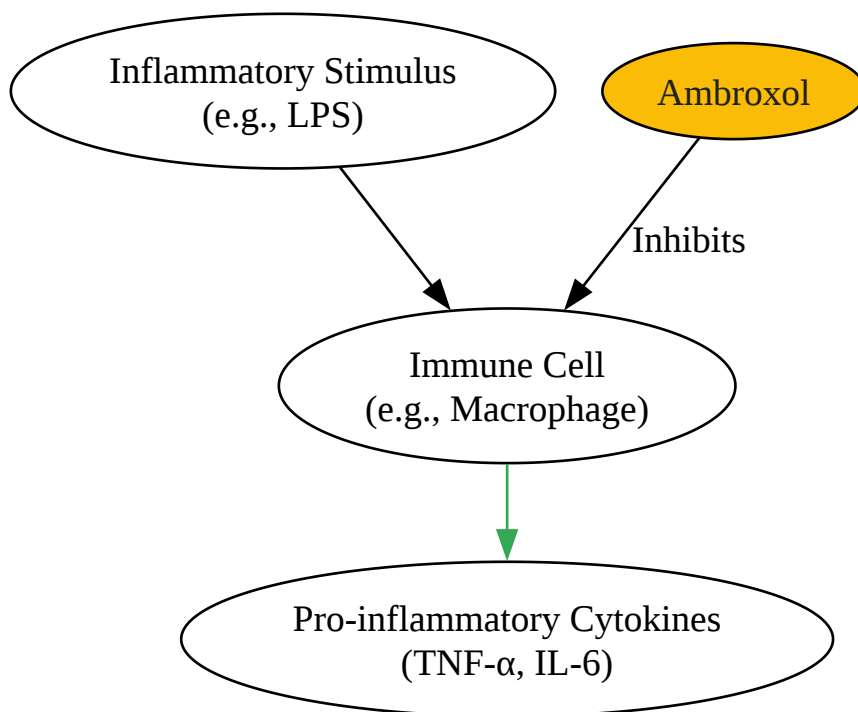 Inflammatory Stimulus
(e.g., LPS)
Ambroxol
Inhibits
Immune Cell
(e.g., Macrophage)
Pro-inflammatory Cytokines
(TNF-α, IL-6)